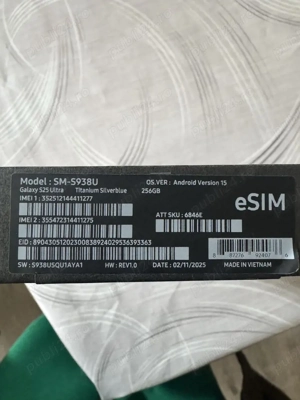 Model : SM-S938U
OS.VER : Android Version 15
Galaxy S25 Ultra Titanium Silverblue 256GB
IMEI 1 : 352512144411277
ATT SKU : 6846E
eSIM
IMEI 2 : 355472314411275
EID : 89043051202300838924029536393363
SW : S938USQU1AYA1 HW : REV1.0 DATE : 02/11/2025 MADE IN VIETNAM